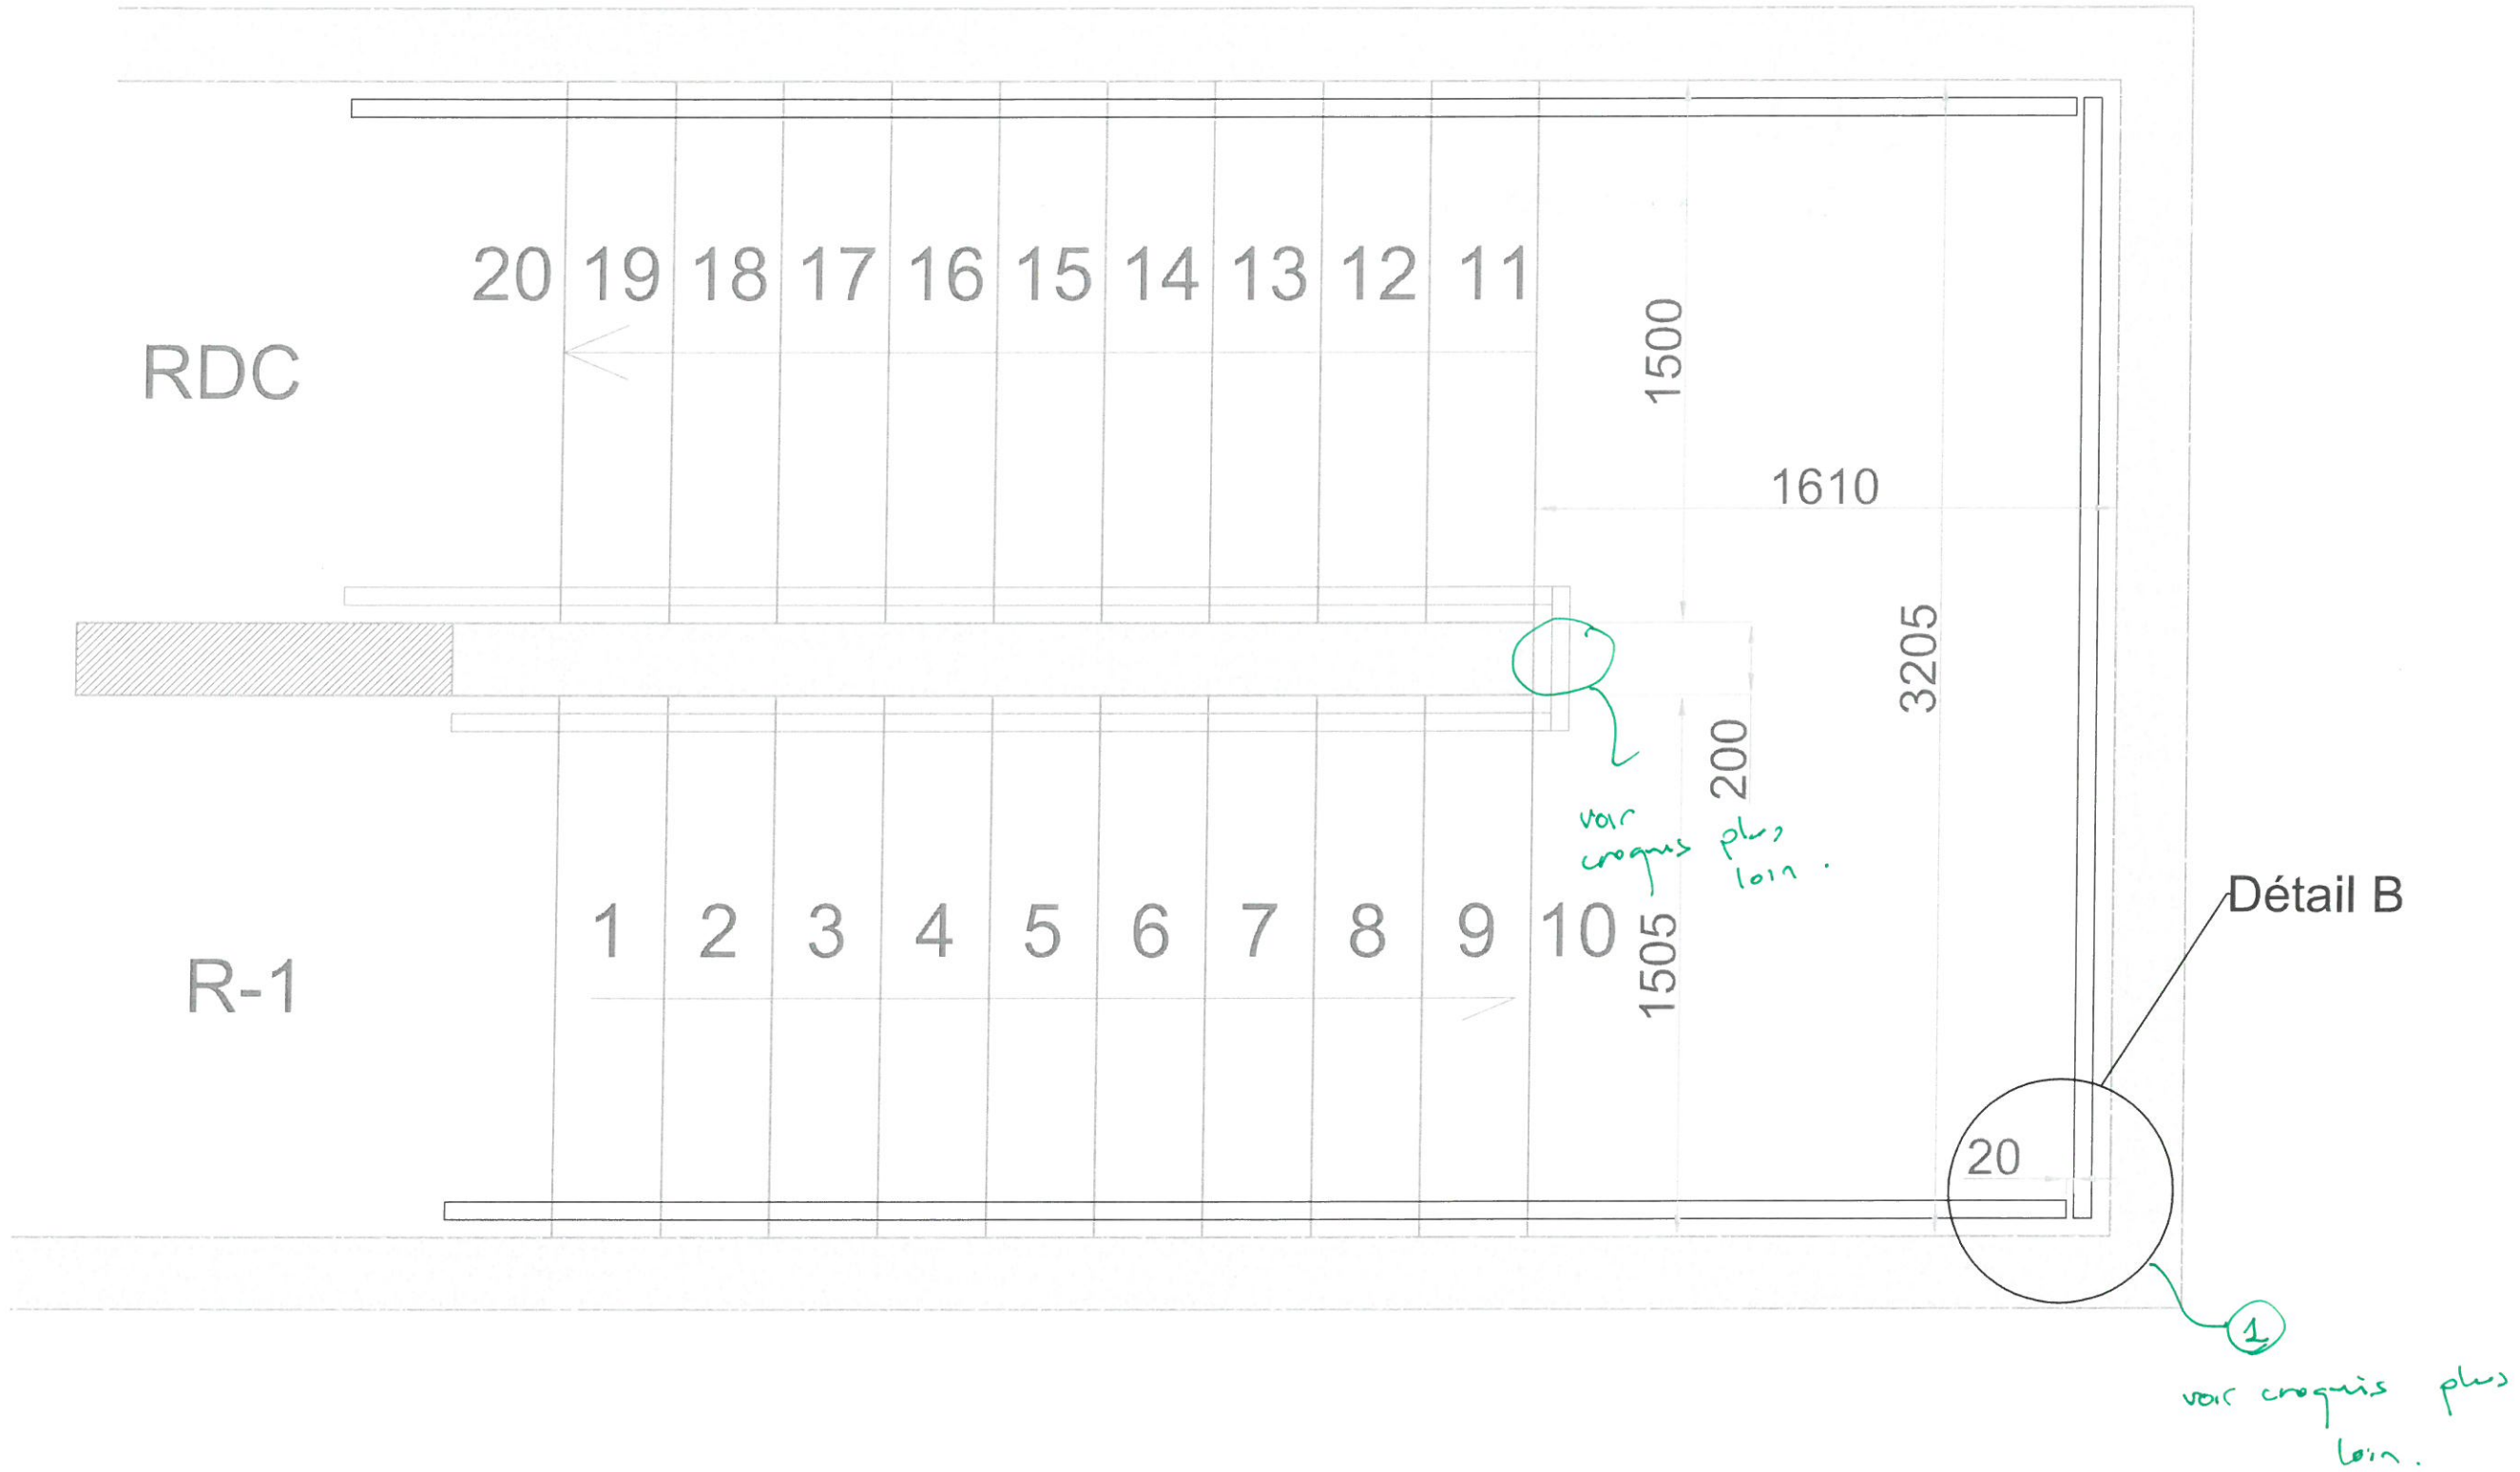 20 19 18 17 16 15 14 13 12 11
RDC
1500
1610
3205
200
voir
croquis plus
loin.
Détail B
1 2 3 4 5 6 7 8 9 10
1505
R-1
20
1
voir croquis plus
loin.